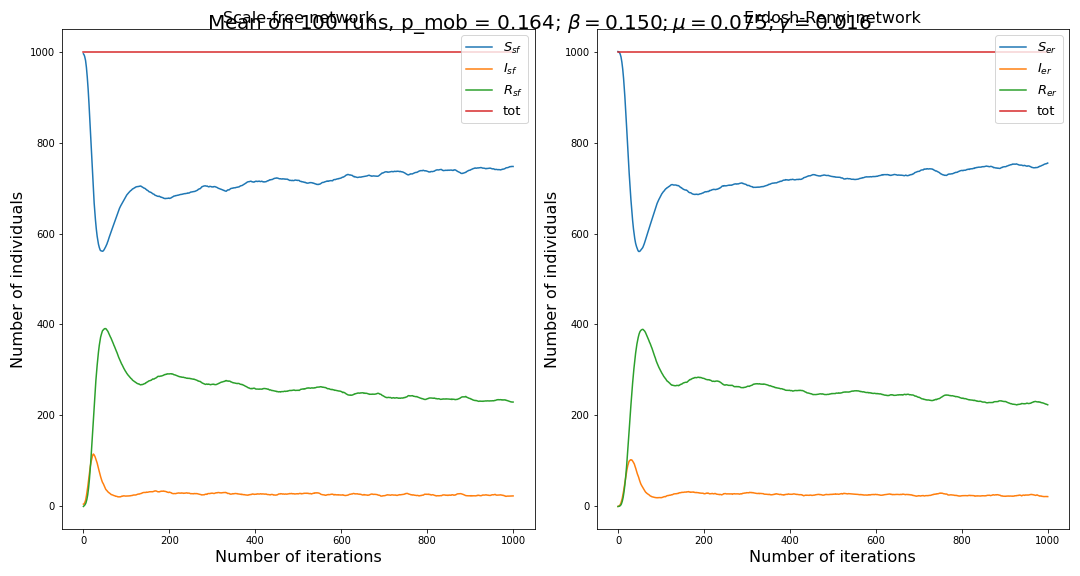 Mean on 100 runs, p_mob = 0.164; β = 0.150; μ = 0.075; γ = 0.016
Scale-free network
Erdosh-Renyi network
Number of individuals
1000
800
600
400
200
0
0 200 400 600 800 1000
Number of iterations
S_sf
I_sf
R_sf
tot
Number of individuals
1000
800
600
400
200
0
0 200 400 600 800 1000
Number of iterations
S_er
I_er
R_er
tot